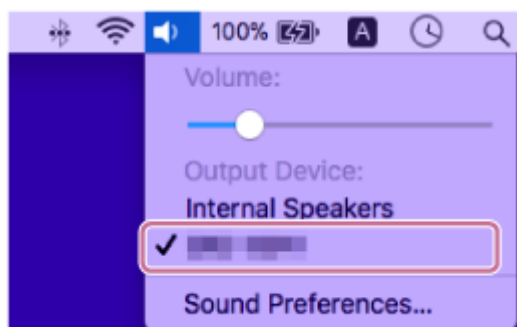 100%
A
Volume:
Output Device:
Internal Speakers
Sound Preferences...